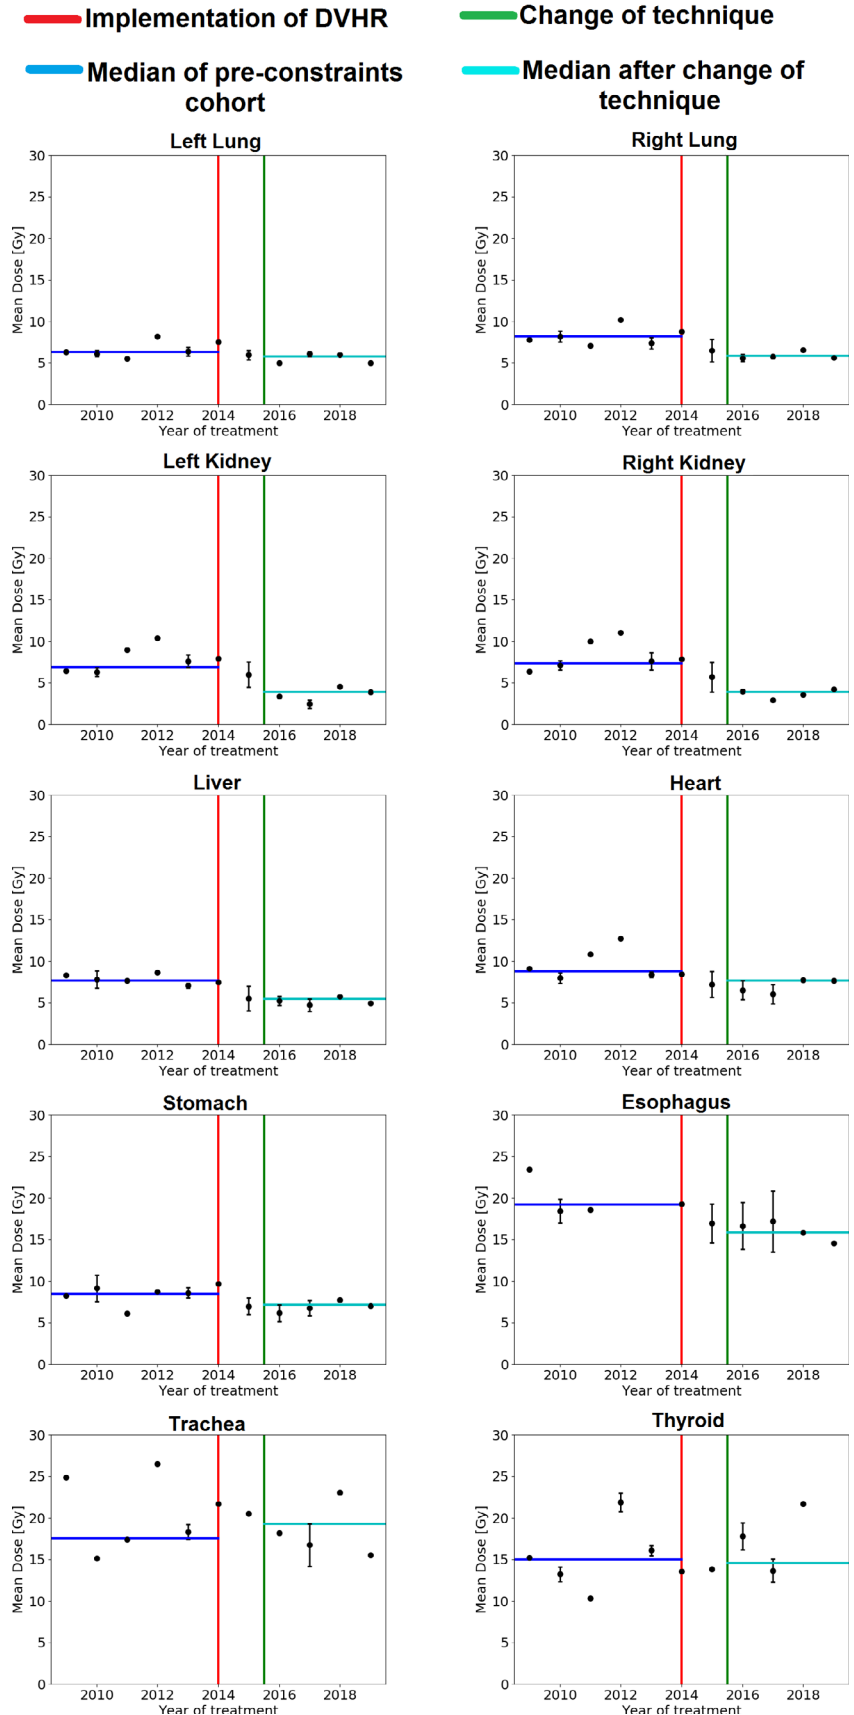 Implementation of DVHR
Change of technique
Median of pre-constraints
cohort
Median after change of
technique
Left Lung
Right Lung
30
25
20
15
10
5
0
Mean Dose [Gy]
2010 2012 2014 2016 2018
Year of treatment
30
25
20
15
10
5
0
Mean Dose [Gy]
2010 2012 2014 2016 2018
Year of treatment
Left Kidney
Right Kidney
30
25
20
15
10
5
0
Mean Dose [Gy]
2010 2012 2014 2016 2018
Year of treatment
30
25
20
15
10
5
0
Mean Dose [Gy]
2010 2012 2014 2016 2018
Year of treatment
Liver
Heart
30
25
20
15
10
5
0
Mean Dose [Gy]
2010 2012 2014 2016 2018
Year of treatment
30
25
20
15
10
5
0
Mean Dose [Gy]
2010 2012 2014 2016 2018
Year of treatment
Stomach
Esophagus
30
25
20
15
10
5
0
Mean Dose [Gy]
2010 2012 2014 2016 2018
Year of treatment
30
25
20
15
10
5
0
Mean Dose [Gy]
2010 2012 2014 2016 2018
Year of treatment
Trachea
Thyroid
30
25
20
15
10
5
0
Mean Dose [Gy]
2010 2012 2014 2016 2018
Year of treatment
30
25
20
15
10
5
0
Mean Dose [Gy]
2010 2012 2014 2016 2018
Year of treatment